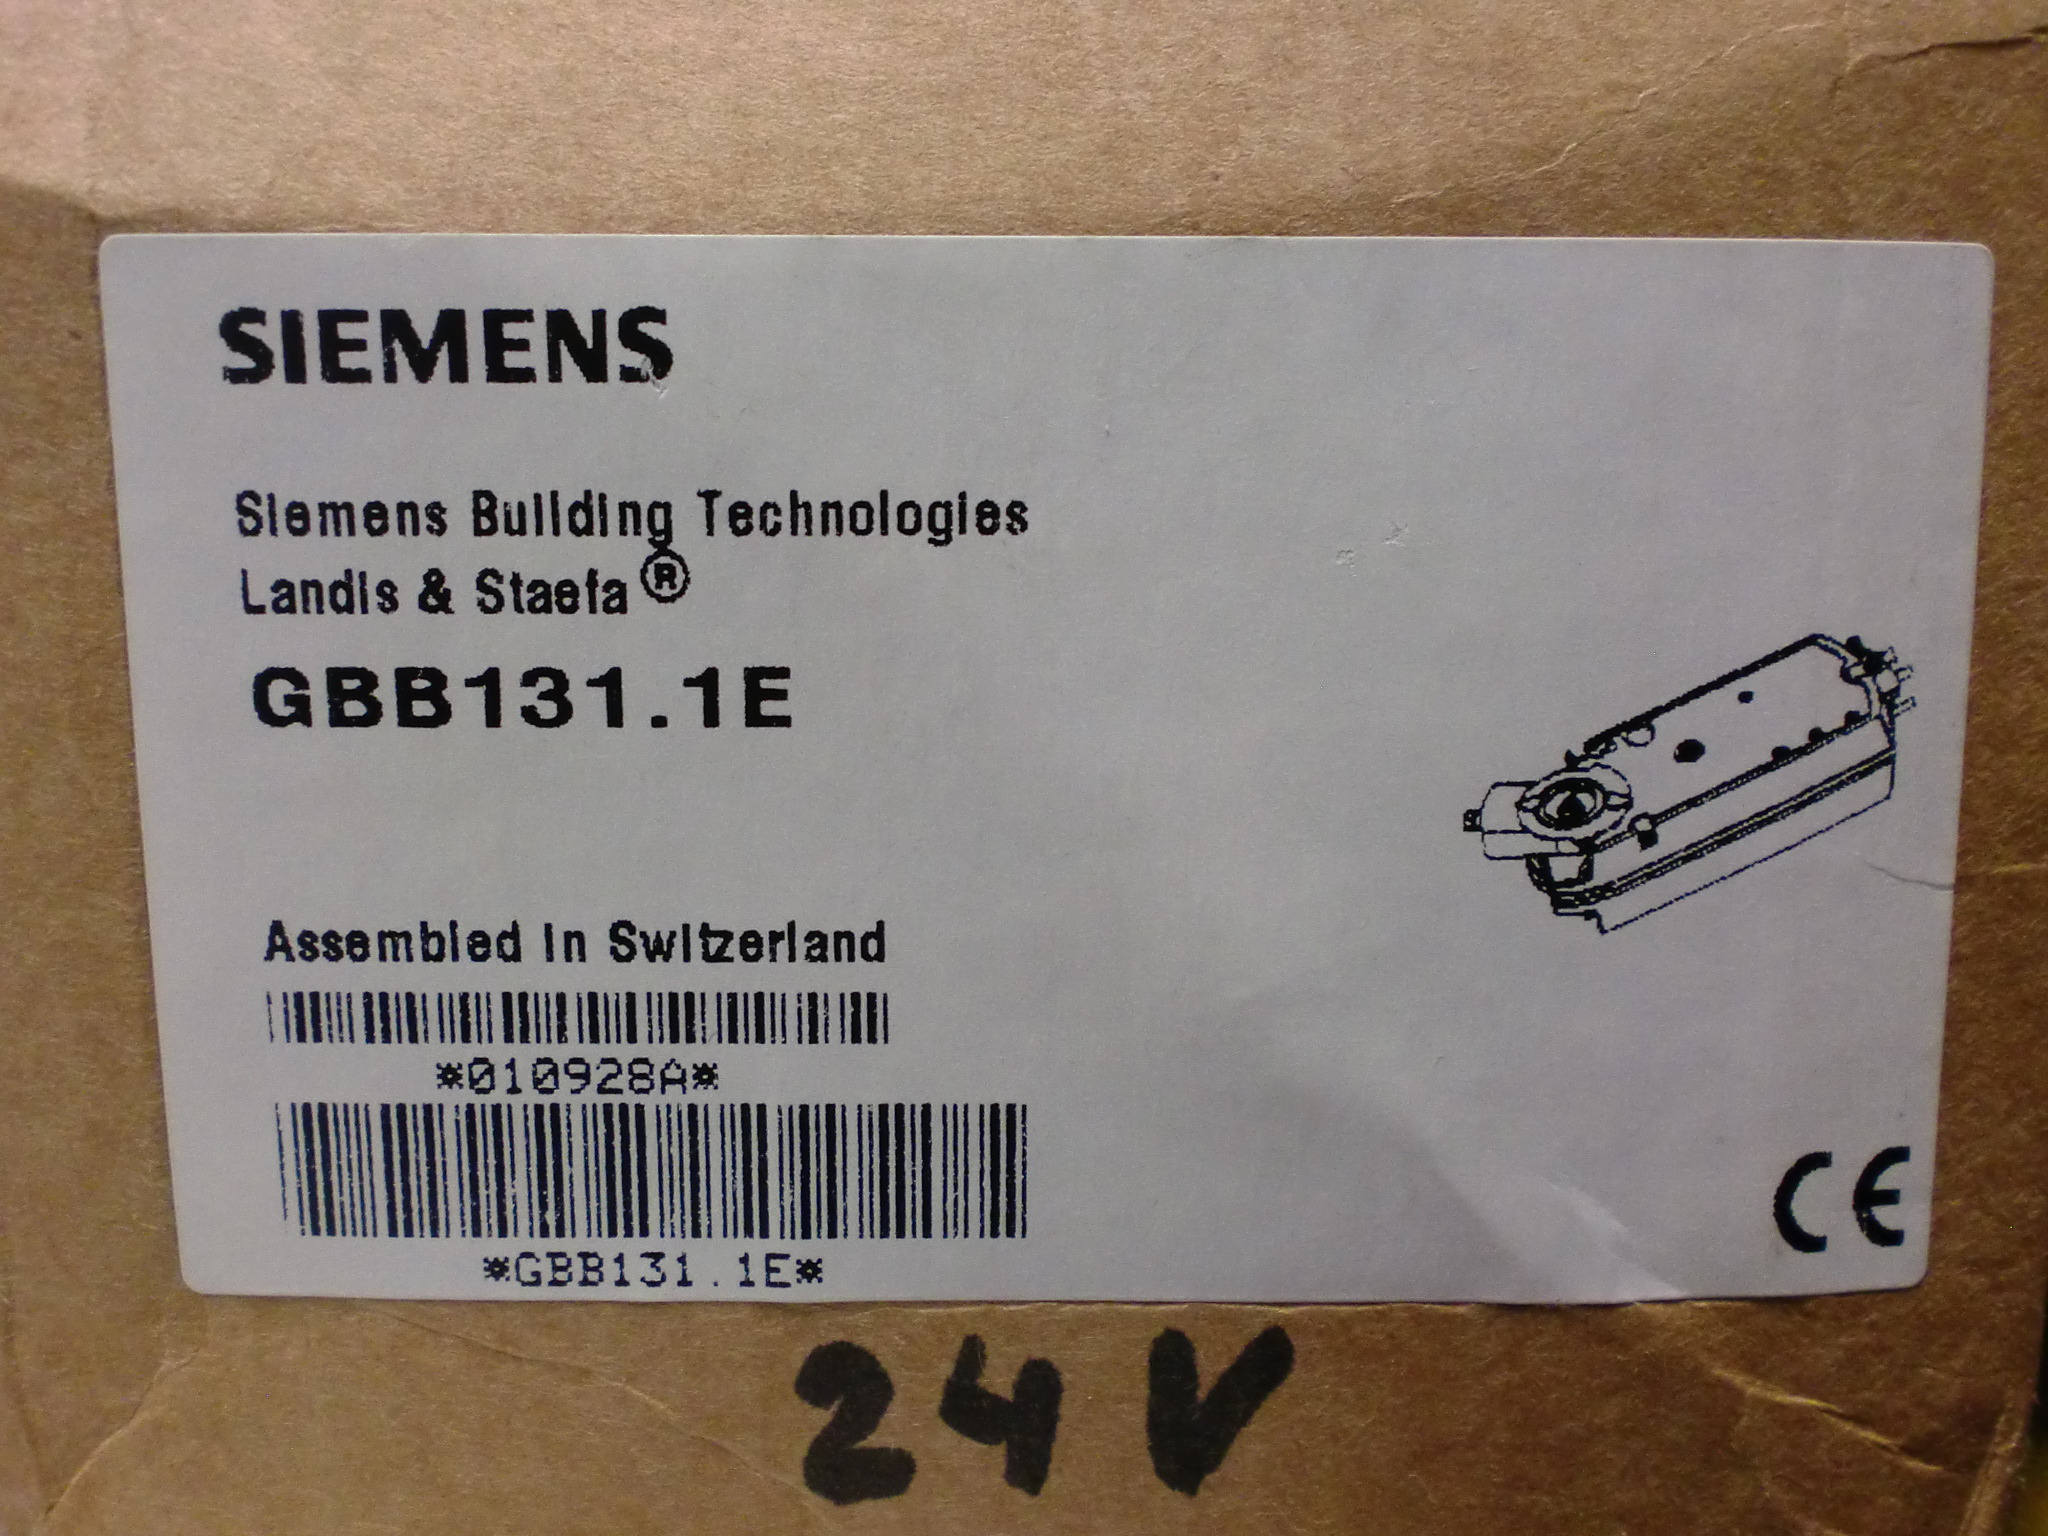 SIEMENS
Siemens Building Technologies
Landis & Staefa®
GBB131.1E
Assembled in Switzerland
*010928A*
*GBB131.1E*
CE
24V